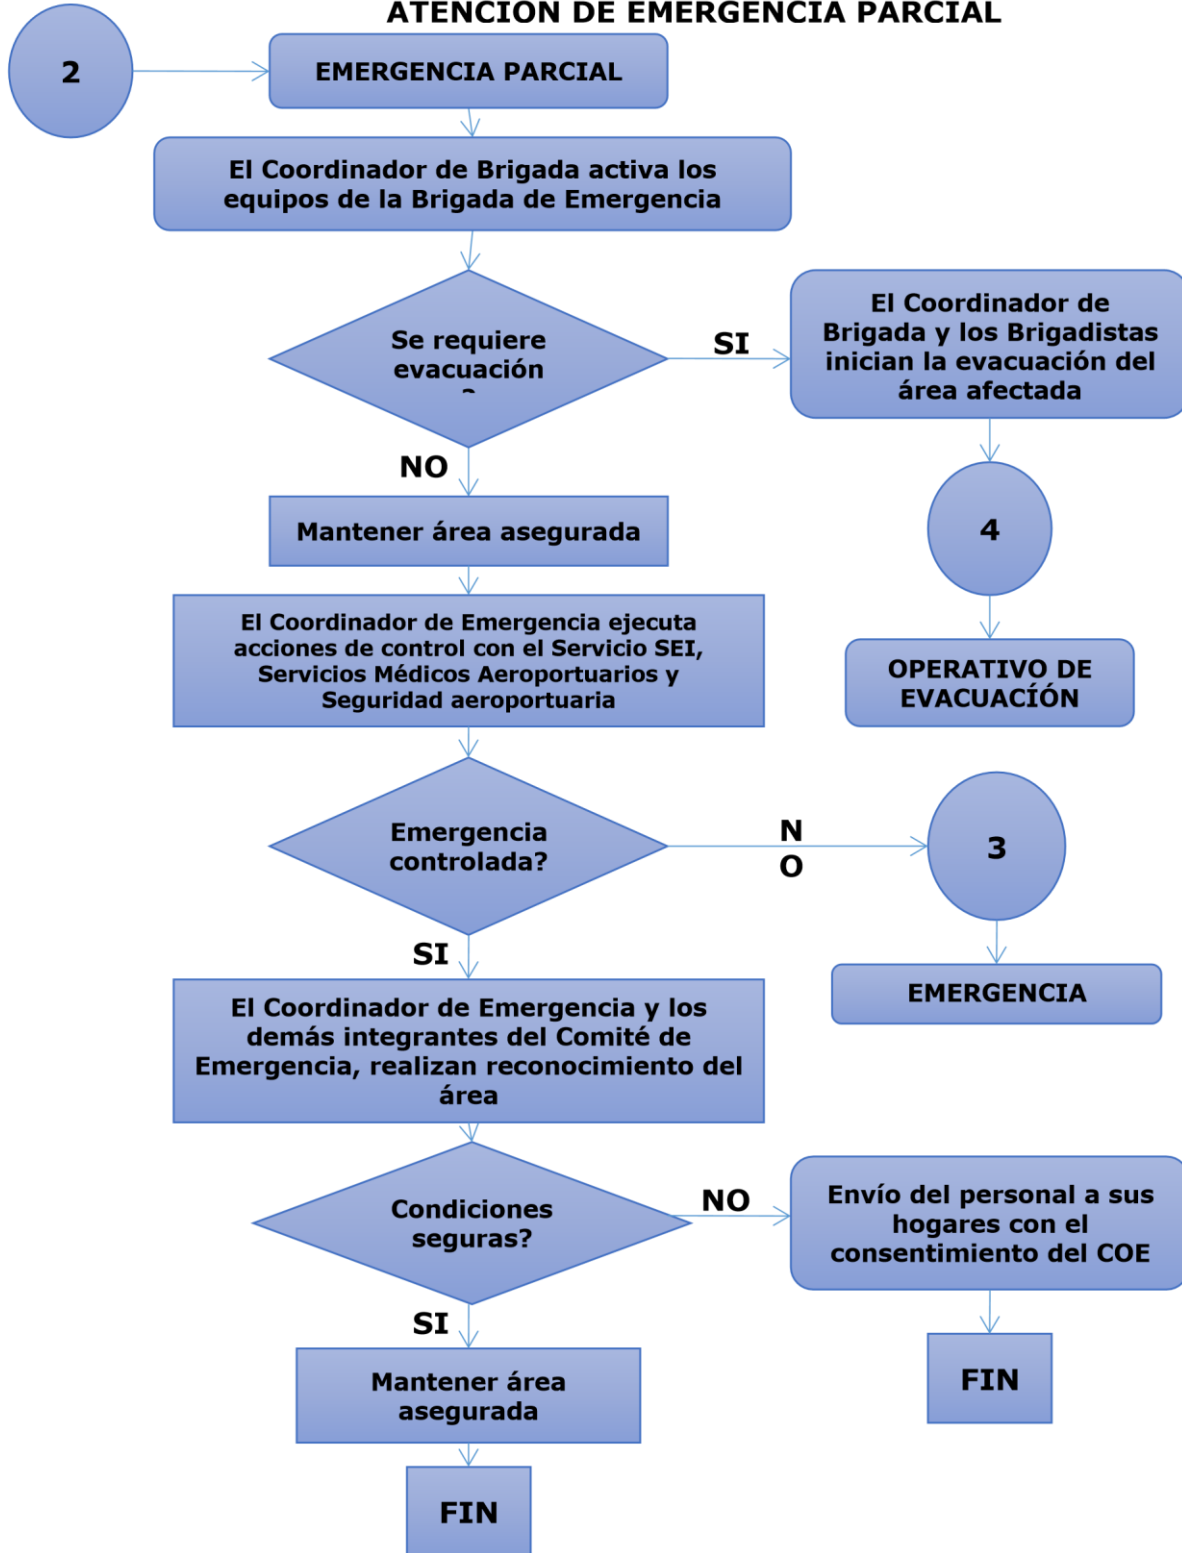 ATENCIÓN DE EMERGENCIA PARCIAL
2
EMERGENCIA PARCIAL
El Coordinador de Brigada activa los
equipos de la Brigada de Emergencia
Se requiere
evacuación
?
SI
El Coordinador de
Brigada y los Brigadistas
inician la evacuación del
área afectada
NO
4
Mantener área asegurada
OPERATIVO DE
EVACUACÍÓN
El Coordinador de Emergencia ejecuta
acciones de control con el Servicio SEI,
Servicios Médicos Aeroportuarios y
Seguridad aeroportuaria
Emergencia
controlada?
N
O
3
EMERGENCIA
SI
El Coordinador de Emergencia y los
demás integrantes del Comité de
Emergencia, realizan reconocimiento del
área
Condiciones
seguras?
NO
Envío del personal a sus
hogares con el
consentimiento del COE
SI
FIN
Mantener área
asegurada
FIN